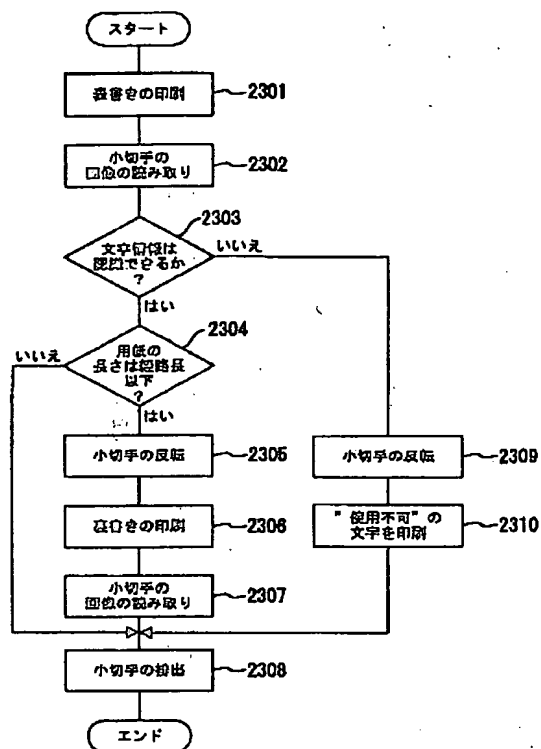 スタート
表書きの印刷
2301
小切手の
画像の読み取り
2302
2303
文字情報は
認識できるか
?
いいえ
はい
2304
いいえ
用紙の
長さは経路長
以下
?
はい
小切手の反転
2305
小切手の反転
2309
裏書きの印刷
2306
"使用不可"の
文字を印刷
2310
小切手の
画像の読み取り
2307
小切手の排出
2308
エンド